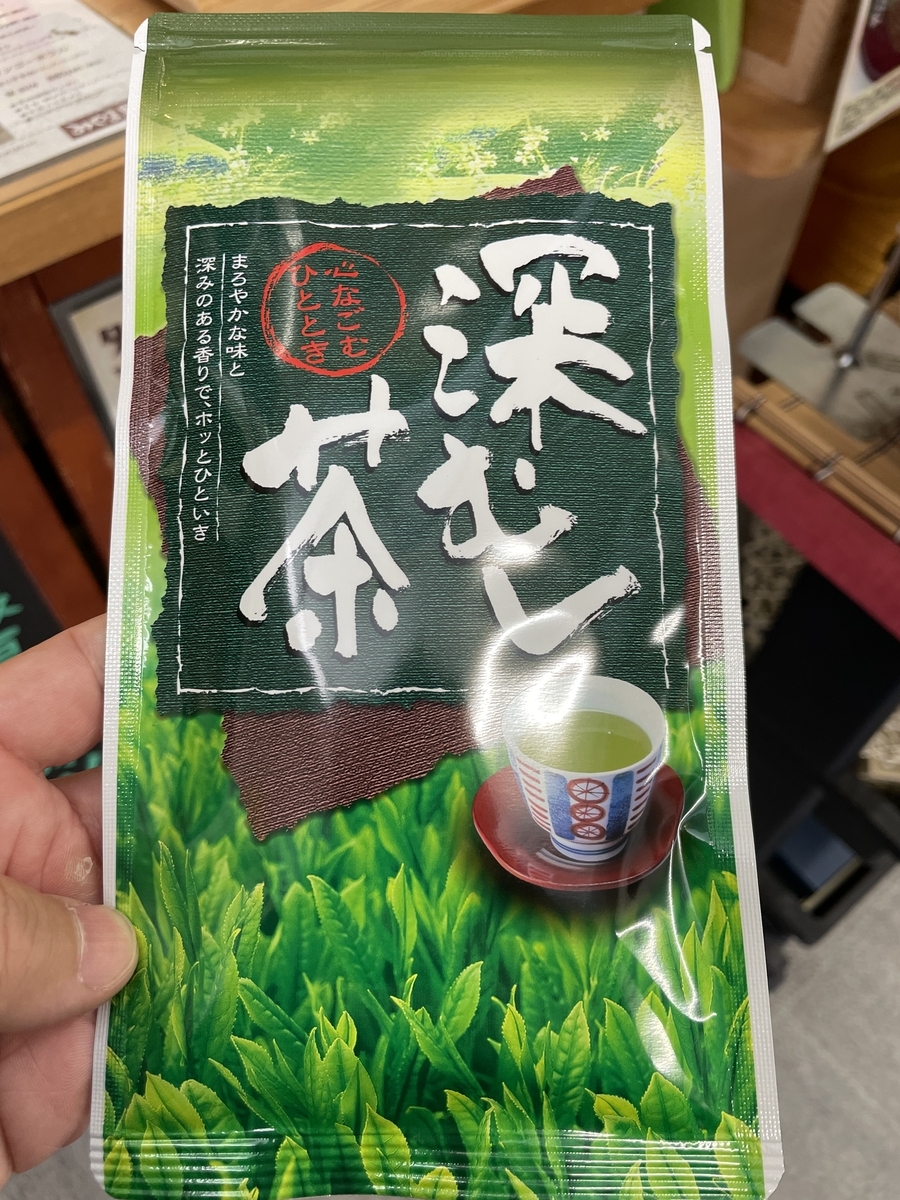 深むし
茶
心なごむ
ひととき
まろやかな味と
深みのある香りで、ホッとひといき